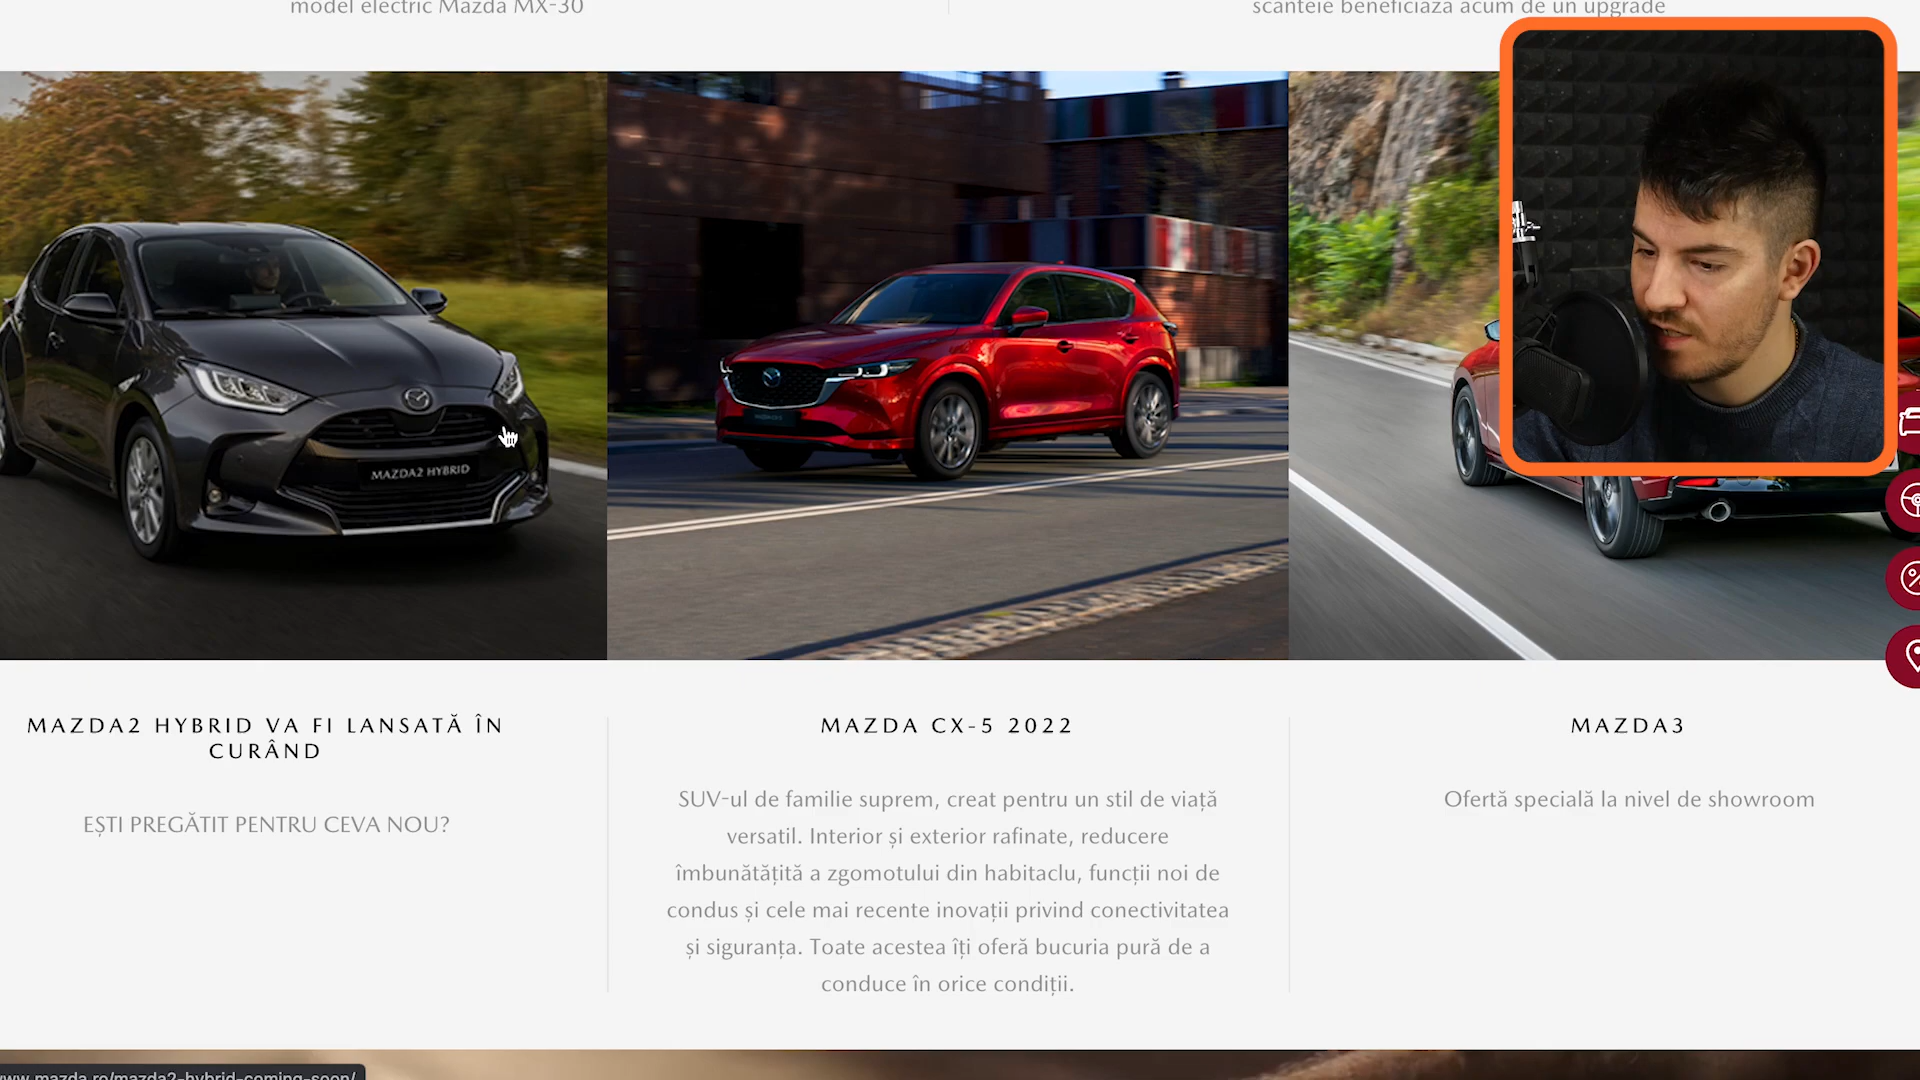 model electric Mazda MX-30
scânteie beneficiază acum de un upgrade
MAZDA2 HYBRID
MAZDA2 HYBRID VA FI LANSATĂ ÎN
CURÂND
EȘTI PREGĂTIT PENTRU CEVA NOU?
MAZDA CX-5 2022
SUV-ul de familie suprem, creat pentru un stil de viață
versatil. Interior și exterior rafinate, reducere
îmbunătățită a zgomotului din habitaclu, funcții noi de
condus și cele mai recente inovații privind conectivitatea
și siguranța. Toate acestea îți oferă bucuria pură de a
conduce în orice condiții.
MAZDA3
Ofertă specială la nivel de showroom
www.mazda.ro/mazda2-hybrid-coming-soon/